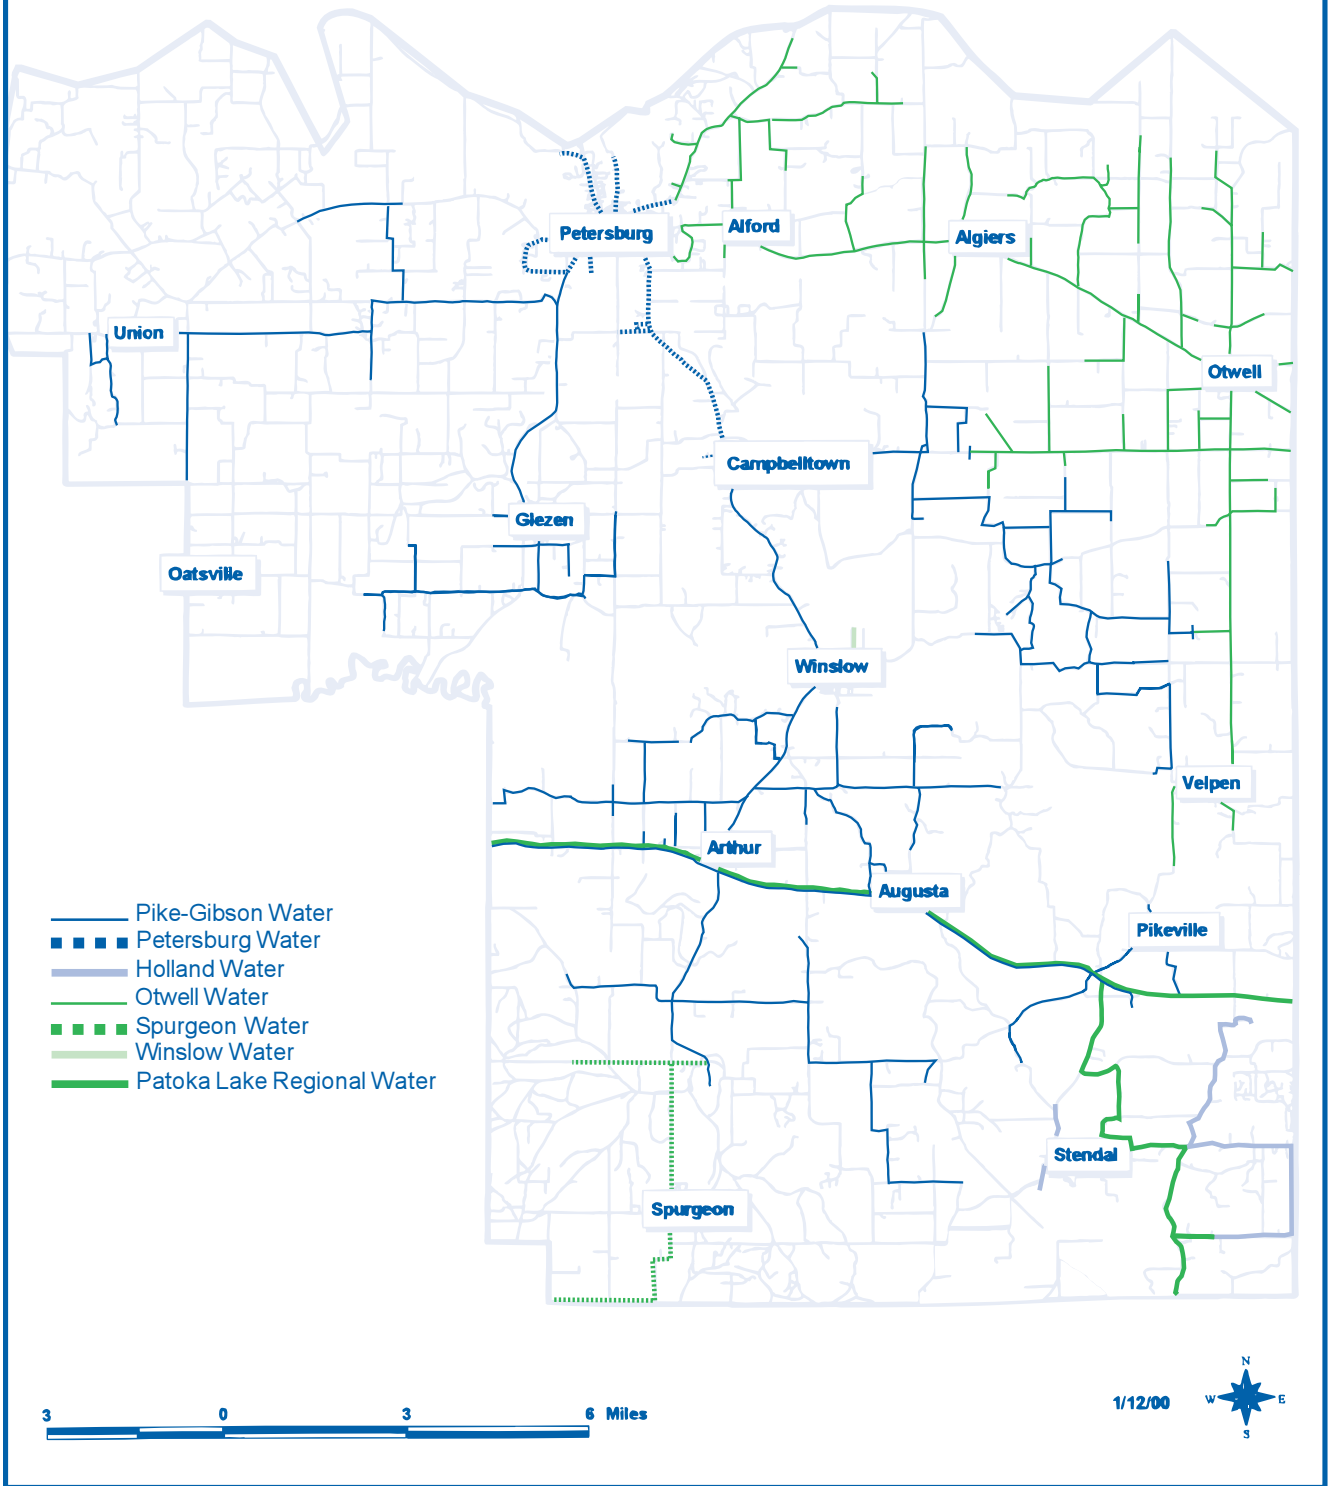 Petersburg
Alford
Algiers
Union
Otwell
Campbelltown
Glezen
Oatsville
Winslow
Velpen
Arthur
Augusta
Pikeville
Pike-Gibson Water
Petersburg Water
Holland Water
Otwell Water
Spurgeon Water
Winslow Water
Patoka Lake Regional Water
Stendal
Spurgeon
3 0 3 6 Miles
1/12/00
N
W E
S